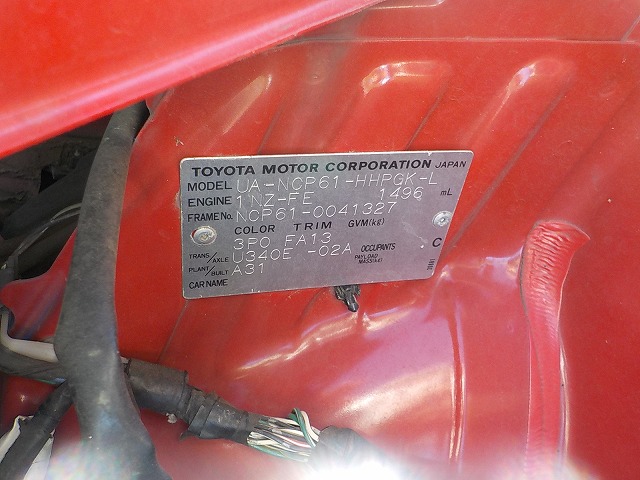 TOYOTA MOTOR CORPORATION JAPAN
MODEL UA-NCP61-HHPGK-L
ENGINE 1NZ-FE 1496 mL
FRAME No. NCP61-0041327
COLOR TRIM GVM(kg)
3P0 FA13
TRANS/AXLE U340E -02A OCCUPANTS C
PLANT/BUILT A31 PAYLOAD MASS(kg)
CAR NAME